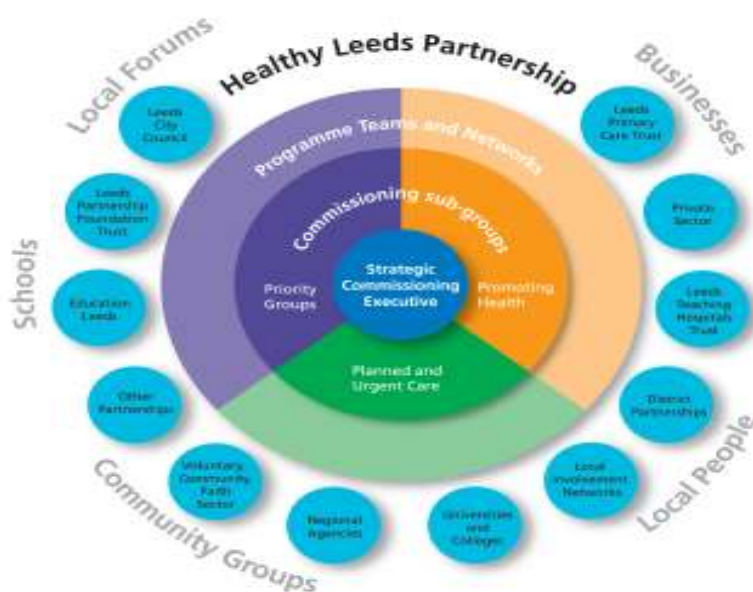 Healthy Leeds Partnership
Local Forums
Businesses
Schools
Local People
Community Groups
Programme Teams and Networks
Commissioning sub-groups
Strategic
Commissioning
Executive
Priority
Groups
Promoting
Health
Planned and
Urgent Care
Leeds
City
Council
Leeds
Primary
Care Trust
Leeds
Partnership
Foundation
Trust
Private
Sector
Education
Leeds
Leeds
Teaching
Hospitals
Trust
Other
Partnerships
District
Partnerships
Voluntary,
Community,
Faith
Sector
Local
Involvement
Networks
Regional
Agencies
Universities
and
Colleges